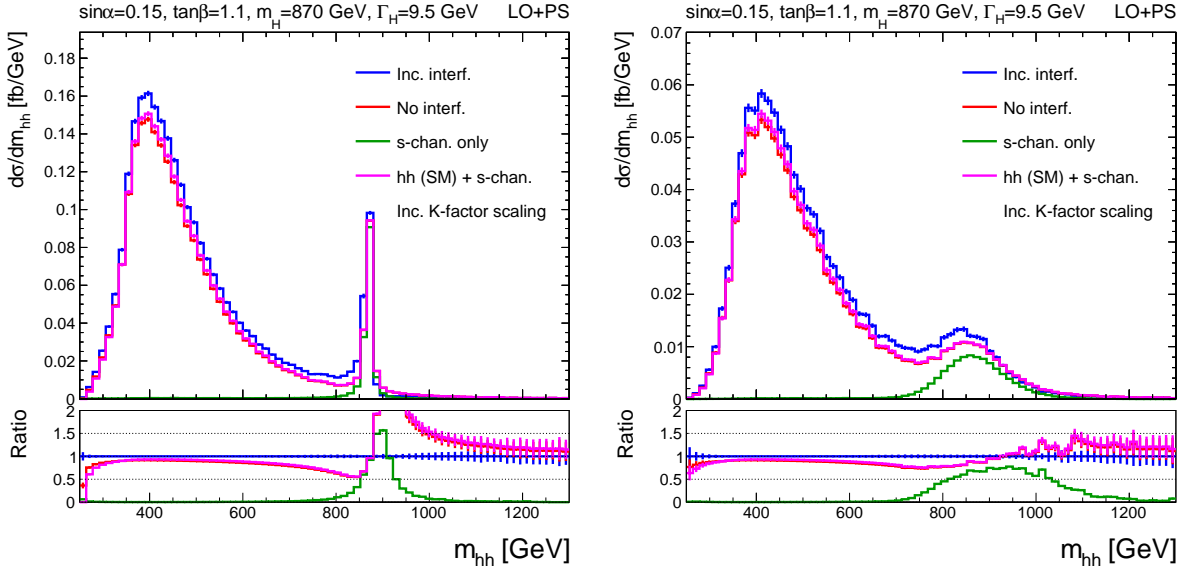 sinα=0.15, tanβ=1.1, m_H=870 GeV, Γ_H=9.5 GeV LO+PS
dσ/dm_hh [fb/GeV]
0.18
0.16
0.14
0.12
0.1
0.08
0.06
0.04
0.02
0
Inc. interf.
No interf.
s-chan. only
hh (SM) + s-chan.
Inc. K-factor scaling
Ratio
2
1.5
1
0.5
0
400 600 800 1000 1200
m_hh [GeV]
sinα=0.15, tanβ=1.1, m_H=870 GeV, Γ_H=9.5 GeV LO+PS
dσ/dm_hh [fb/GeV]
0.07
0.06
0.05
0.04
0.03
0.02
0.01
0
Inc. interf.
No interf.
s-chan. only
hh (SM) + s-chan.
Inc. K-factor scaling
Ratio
2
1.5
1
0.5
0
400 600 800 1000 1200
m_hh [GeV]